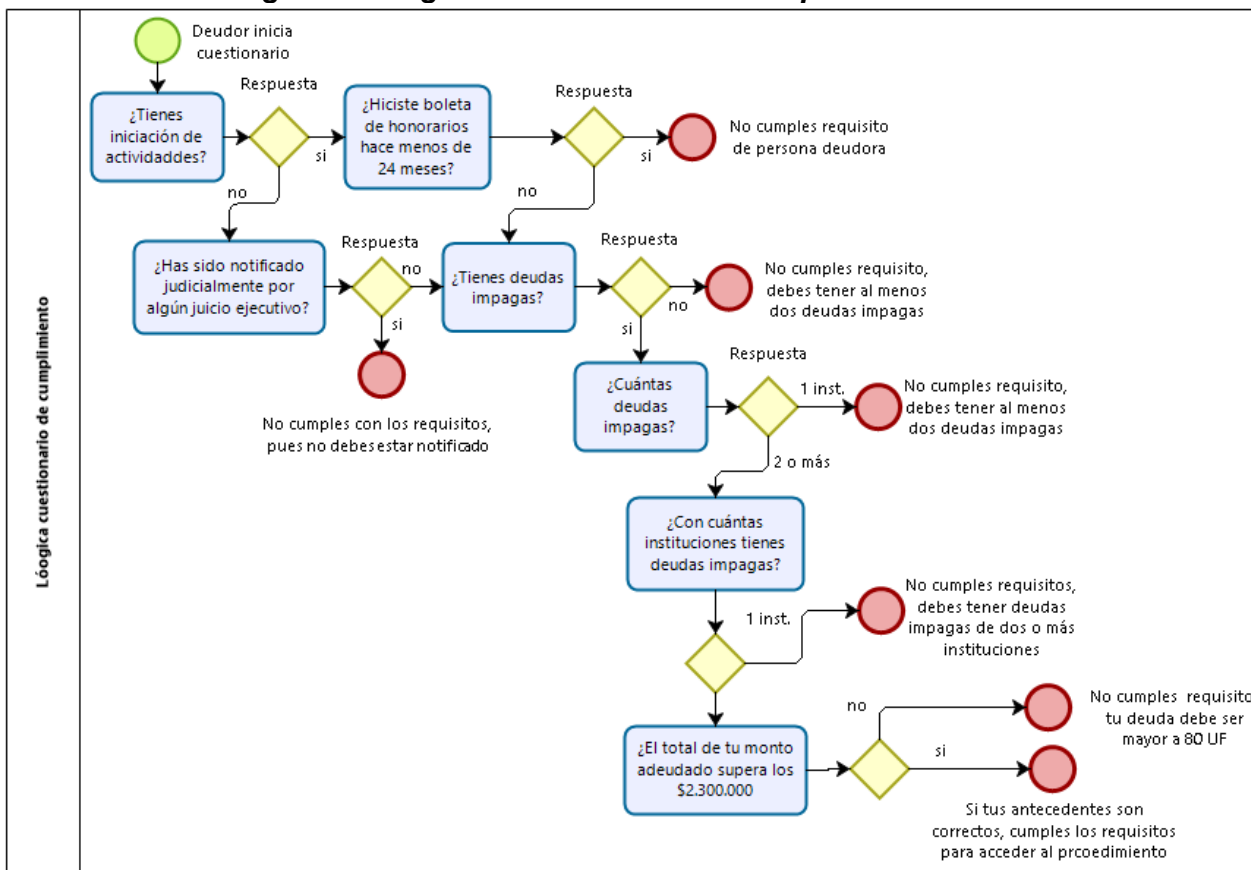 Lóogica cuestionario de cumplimiento
Deudor inicia
cuestionario
¿Tienes
iniciación de
actividaddes?
Respuesta
si
no
¿Hiciste boleta
de honorarios
hace menos de
24 meses?
Respuesta
si
no
No cumples requisito
de persona deudora
¿Has sido notificado
judicialmente por
algún juicio ejecutivo?
Respuesta
no
si
No cumples con los requisitos,
pues no debes estar notificado
¿Tienes deudas
impagas?
Respuesta
no
si
No cumples requisito,
debes tener al menos
dos deudas impagas
¿Cuántas
deudas
impagas?
Respuesta
1 inst.
2 o más
No cumples requisito,
debes tener al menos
dos deudas impagas
¿Con cuántas
instituciones tienes
deudas impagas?
1 inst.
No cumples requisitos,
debes tener deudas
impagas de dos o más
instituciones
¿El total de tu monto
adeudado supera los
$2.300.000
no
si
No cumples requisito
tu deuda debe ser
mayor a 80 UF
Si tus antecedentes son
correctos, cumples los requisitos
para acceder al prcoedimiento